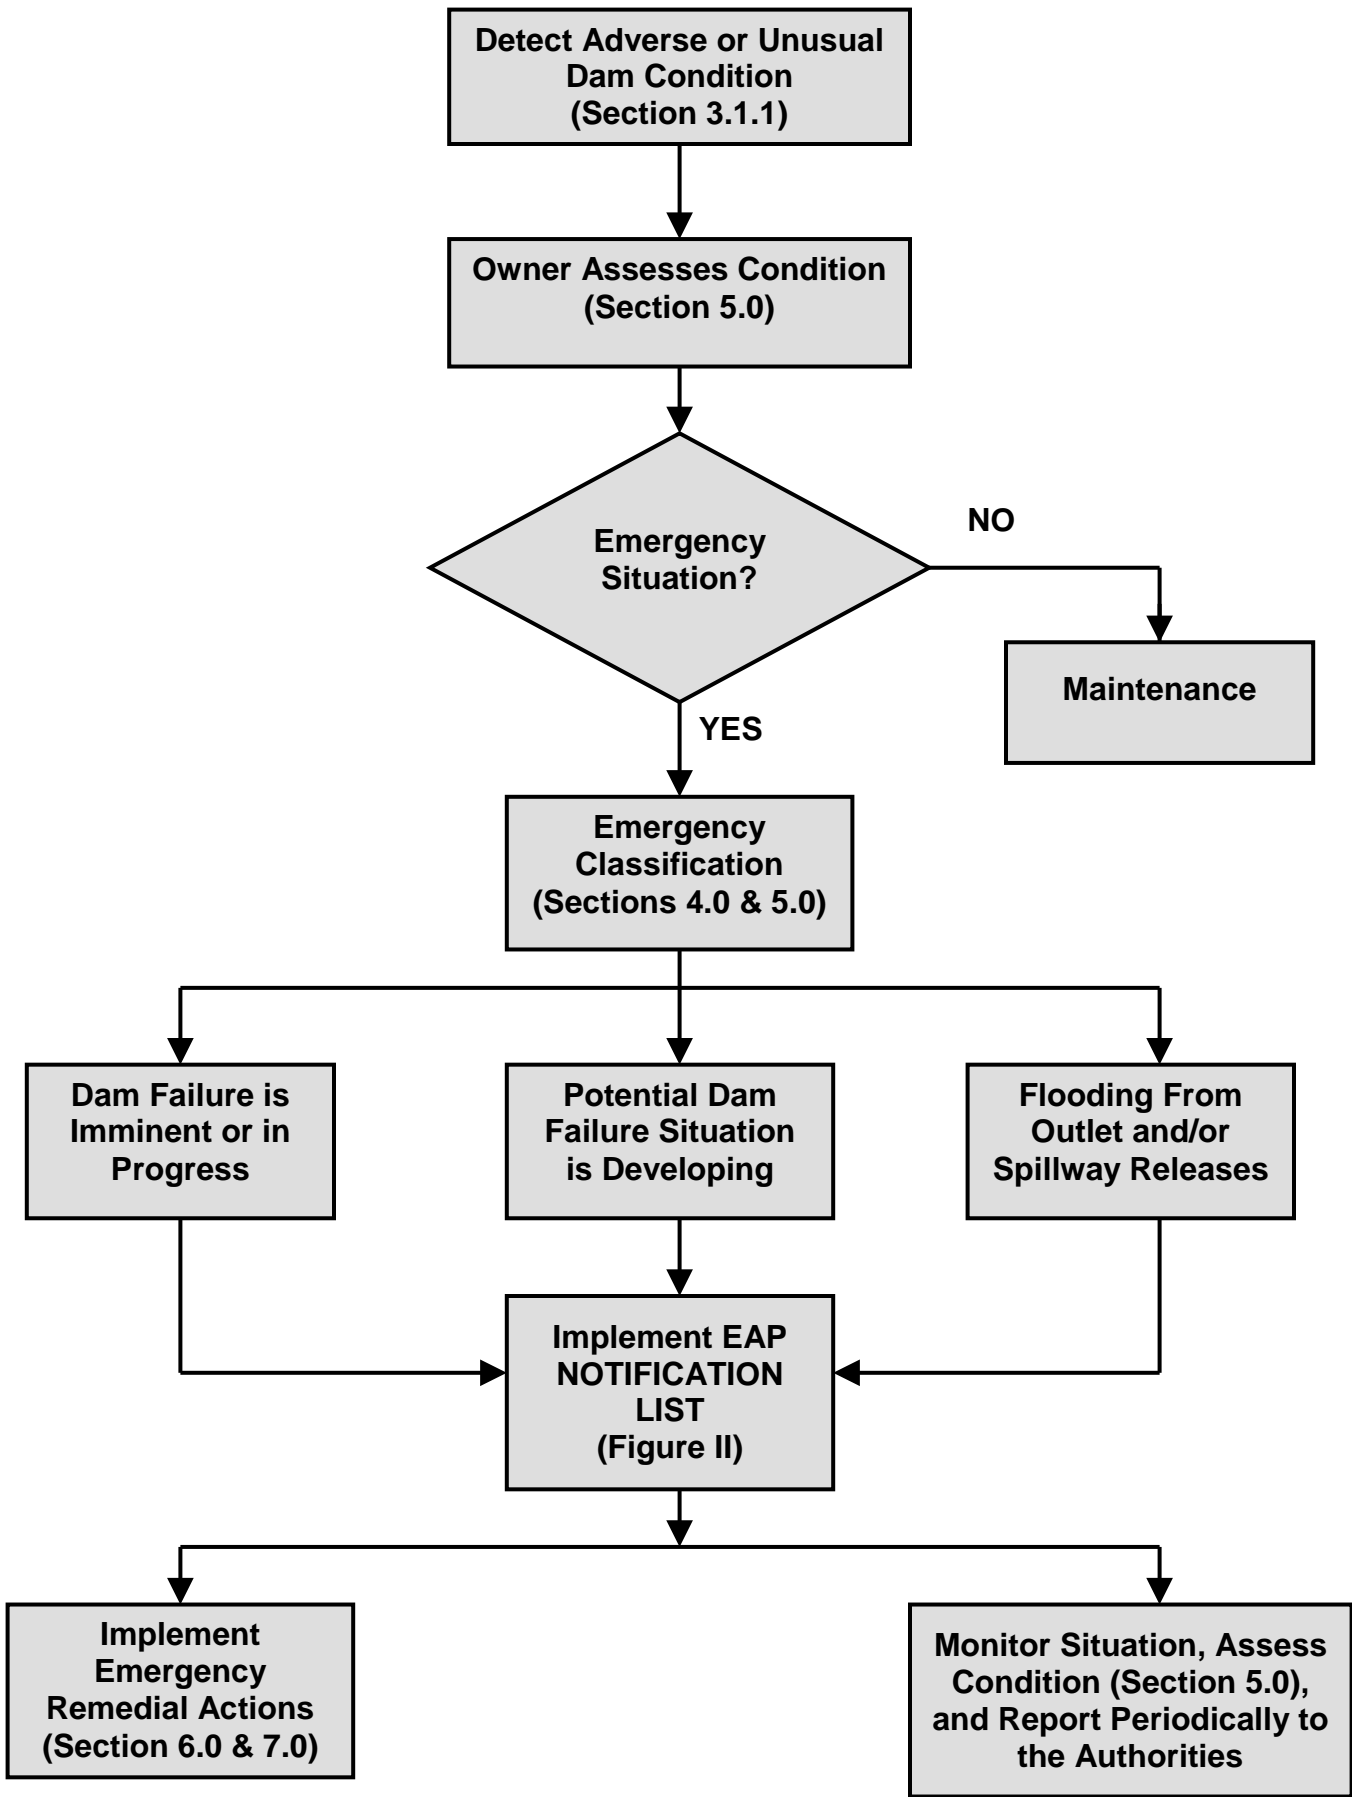 Detect Adverse or Unusual
Dam Condition
(Section 3.1.1)
Owner Assesses Condition
(Section 5.0)
Emergency
Situation?
NO
Maintenance
YES
Emergency
Classification
(Sections 4.0 & 5.0)
Dam Failure is
Imminent or in
Progress
Potential Dam
Failure Situation
is Developing
Flooding From
Outlet and/or
Spillway Releases
Implement EAP
NOTIFICATION
LIST
(Figure II)
Implement
Emergency
Remedial Actions
(Section 6.0 & 7.0)
Monitor Situation, Assess
Condition (Section 5.0),
and Report Periodically to
the Authorities